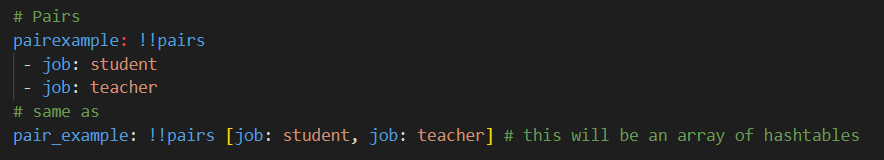 # Pairs
pairexample: !!pairs
- job: student
- job: teacher
# same as
pair_example: !!pairs [job: student, job: teacher] # this will be an array of hashtables